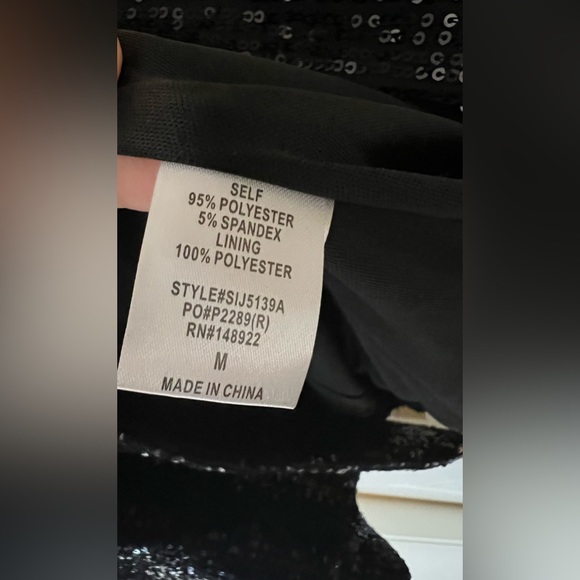 SELF
95% POLYESTER
5% SPANDEX
LINING
100% POLYESTER
STYLE#SIJ5139A
PO#P2289(R)
RN#148922
M
MADE IN CHINA